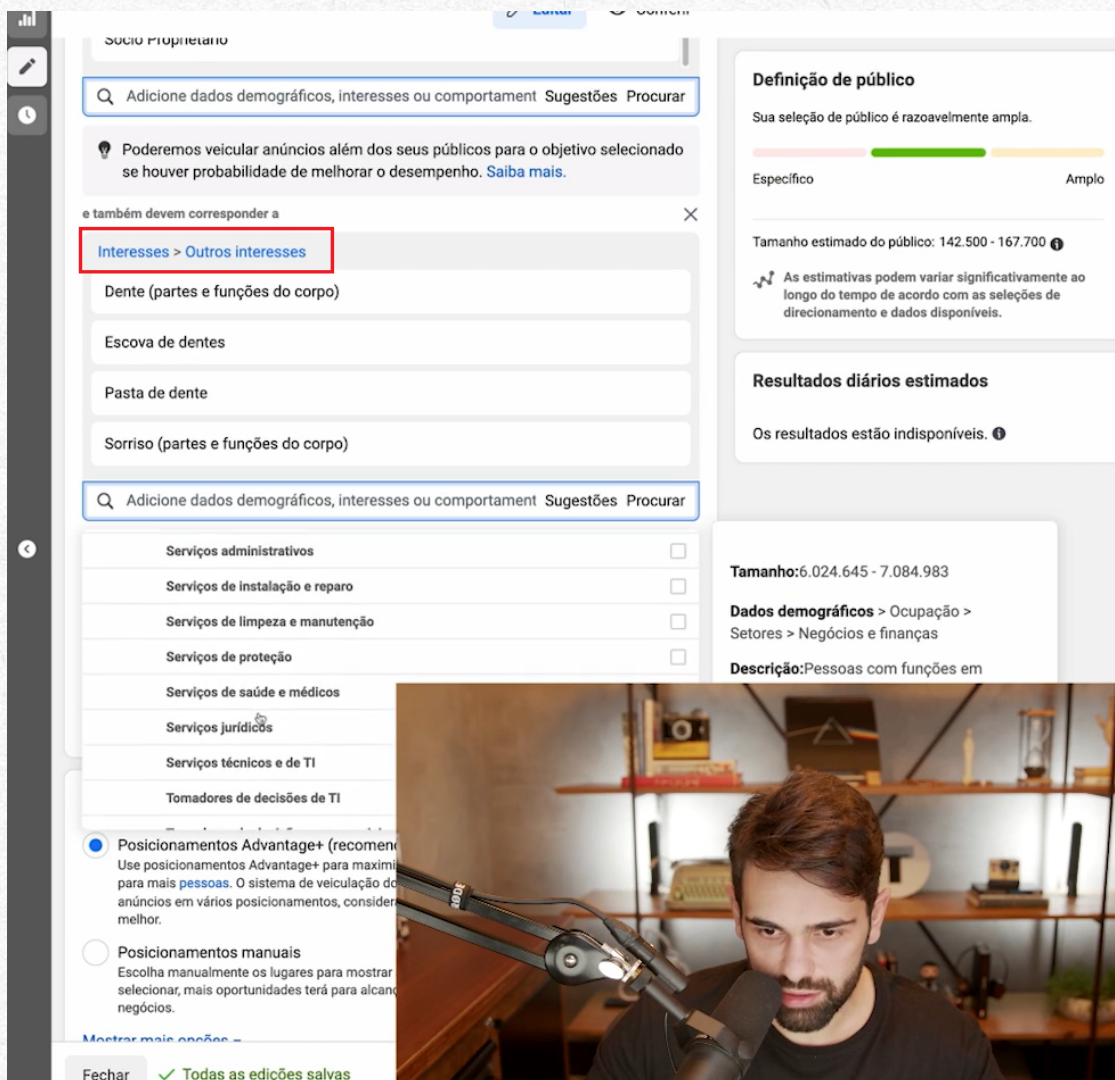 Editar
Conferir
Sócio Proprietário
Adicione dados demográficos, interesses ou comportament Sugestões Procurar
Poderemos veicular anúncios além dos seus públicos para o objetivo selecionado
se houver probabilidade de melhorar o desempenho. Saiba mais.
e também devem corresponder a
Interesses > Outros interesses
Dente (partes e funções do corpo)
Escova de dentes
Pasta de dente
Sorriso (partes e funções do corpo)
Adicione dados demográficos, interesses ou comportament Sugestões Procurar
Serviços administrativos
Serviços de instalação e reparo
Serviços de limpeza e manutenção
Serviços de proteção
Serviços de saúde e médicos
Serviços jurídicos
Serviços técnicos e de TI
Tomadores de decisões de TI
Posicionamentos Advantage+ (recomen
Use posicionamentos Advantage+ para maximi
para mais pessoas. O sistema de veiculação do
anúncios em vários posicionamentos, considera
melhor.
Posicionamentos manuais
Escolha manualmente os lugares para mostrar
selecionar, mais oportunidades terá para alcanç
negócios.
Mostrar mais opções
Fechar
Todas as edições salvas
Definição de público
Sua seleção de público é razoavelmente ampla.
Específico
Amplo
Tamanho estimado do público: 142.500 - 167.700
As estimativas podem variar significativamente ao
longo do tempo de acordo com as seleções de
direcionamento e dados disponíveis.
Resultados diários estimados
Os resultados estão indisponíveis.
Tamanho:6.024.645 - 7.084.983
Dados demográficos > Ocupação >
Setores > Negócios e finanças
Descrição:Pessoas com funções em
RØDE